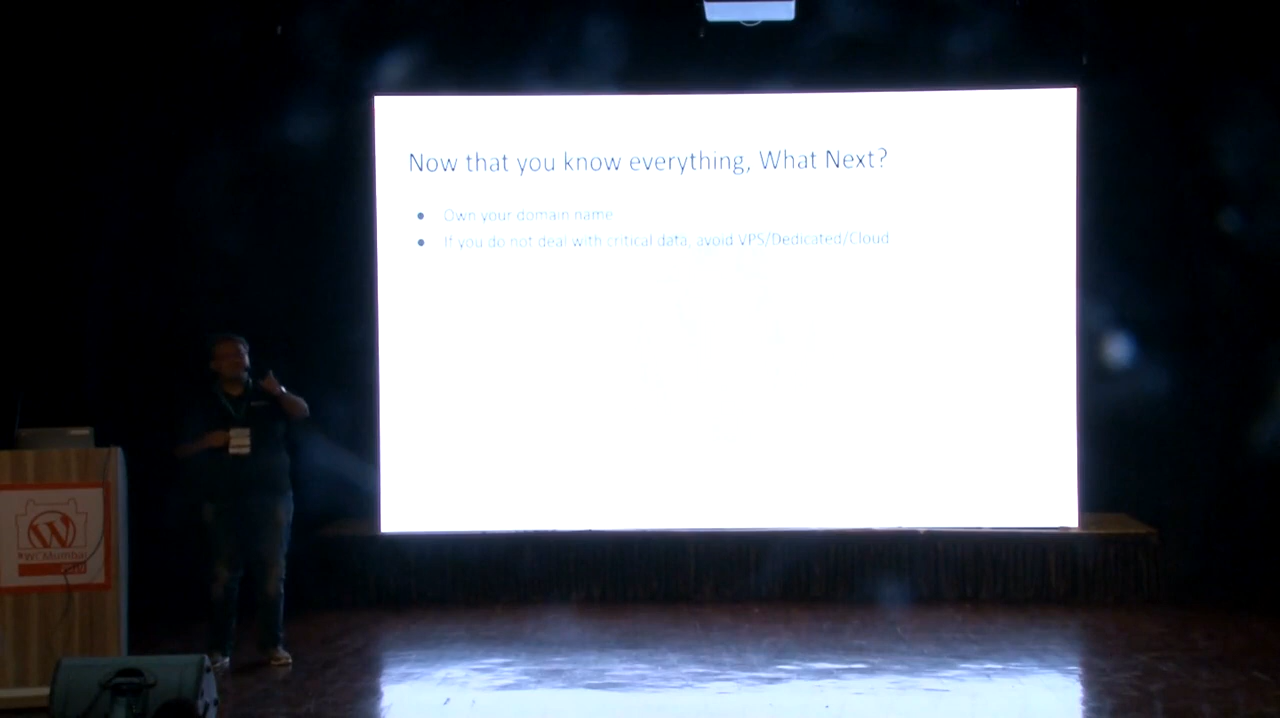 Now that you know everything, What Next?
Own your domain name
If you do not deal with critical data, avoid VPS/Dedicated/Cloud
#WCMumbai